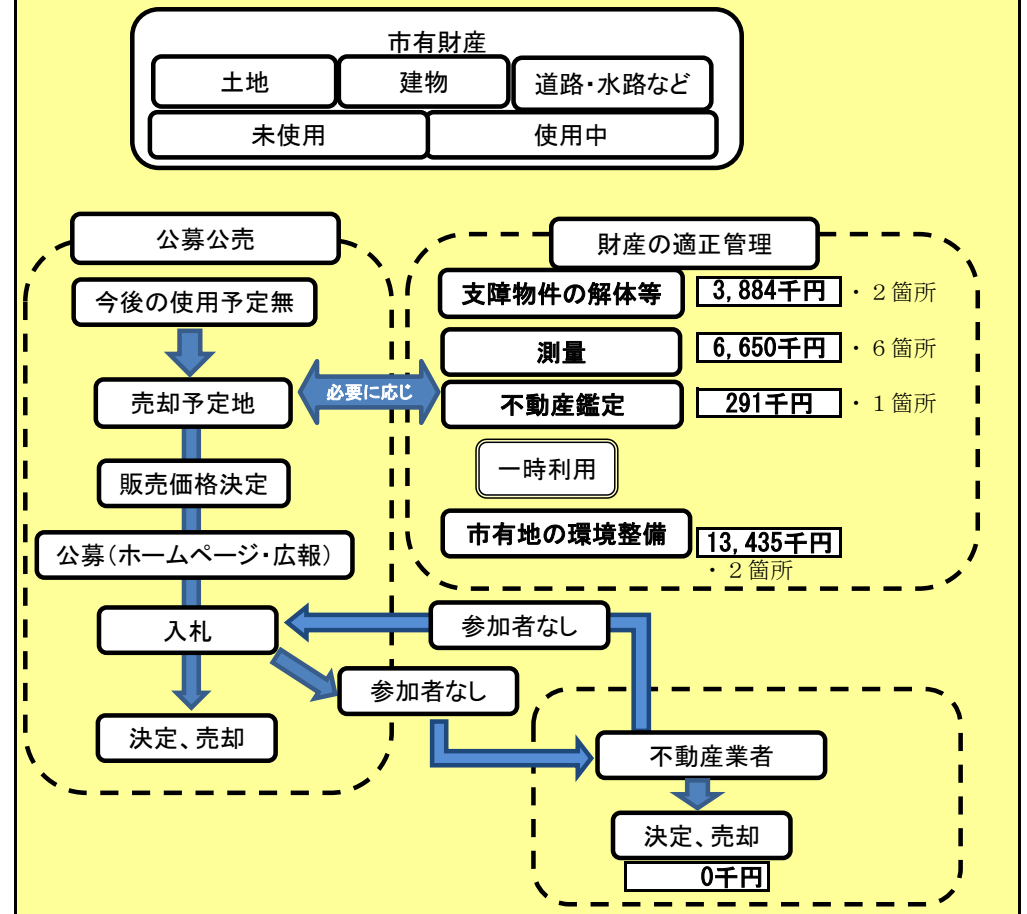 市有財産
土地
建物
道路・水路など
未使用
使用中
公募公売
今後の使用予定無
売却予定地
販売価格決定
公募(ホームページ・広報)
入札
決定、売却
必要に応じ
財産の適正管理
支障物件の解体等 3,884千円 ・2箇所
測量 6,650千円 ・6箇所
不動産鑑定 291千円 ・1箇所
一時利用
市有地の環境整備 13,435千円
・2箇所
参加者なし
参加者なし
不動産業者
決定、売却
0千円